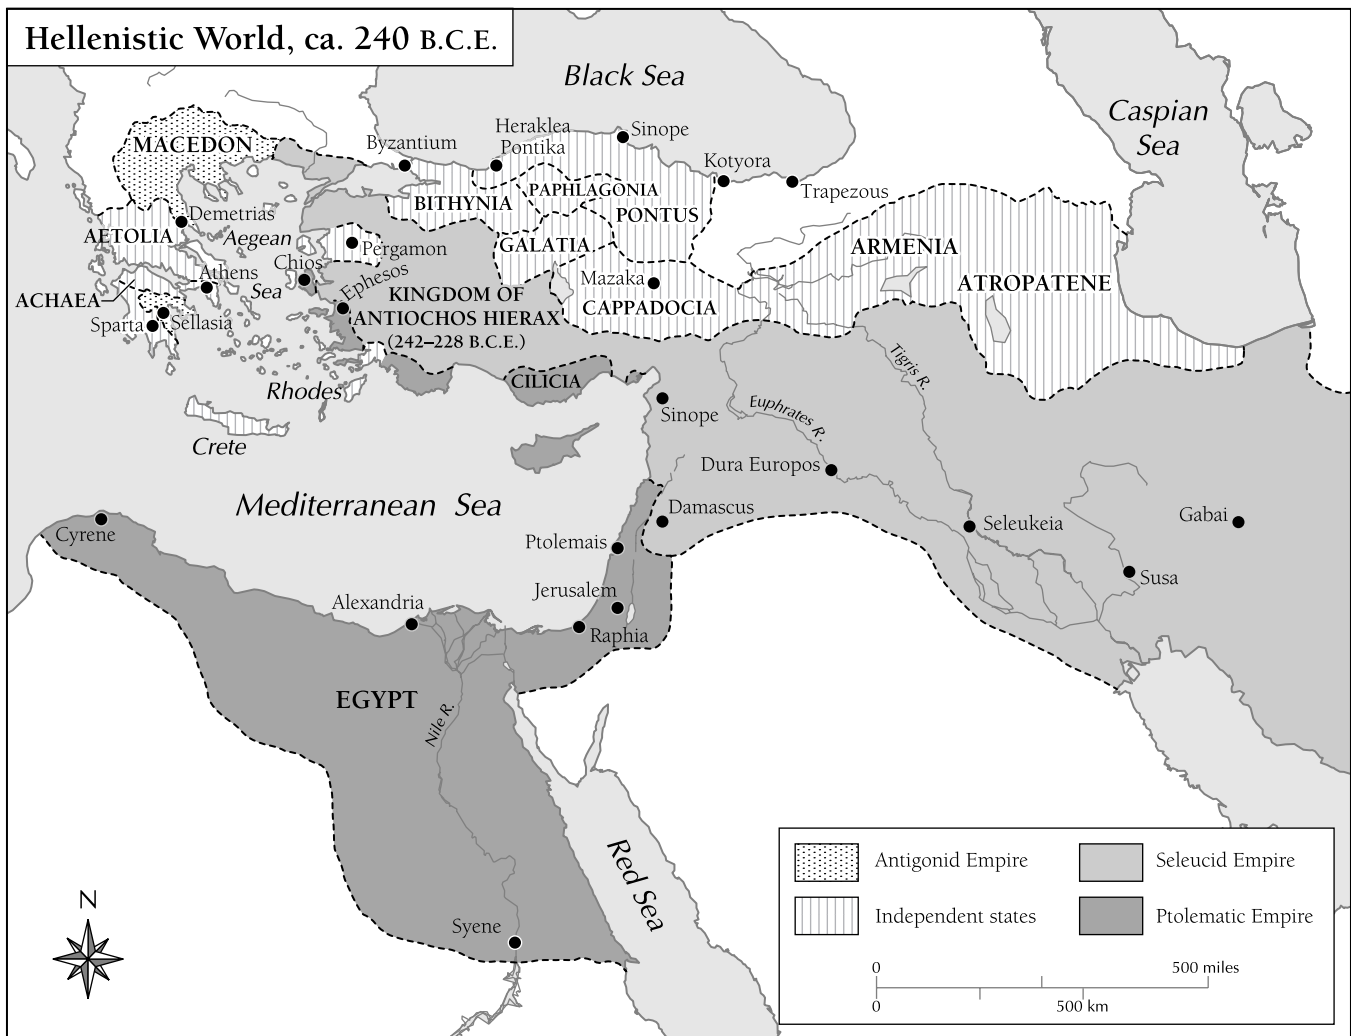 Hellenistic World, ca. 240 B.C.E.
Black Sea
Caspian
Sea
MACEDON
Byzantium
Heraklea
Pontika
Sinope
Kotyora
Trapezous
PAPHLAGONIA
BITHYNIA
PONTUS
Demetrias
AETOLIA
Aegean
Sea
Pergamon
GALATIA
ARMENIA
ATROPATENE
Chios
Athens
Ephesos
Mazaka
CAPPADOCIA
ACHAEA
KINGDOM OF
ANTIOCHOS HIERAX
(242–228 B.C.E.)
Sparta
Sellasia
Tigris R.
Rhodes
CILICIA
Sinope
Euphrates R.
Crete
Dura Europos
Mediterranean Sea
Damascus
Seleukeia
Gabai
Cyrene
Ptolemais
Susa
Jerusalem
Alexandria
Raphia
EGYPT
Nile R.
Red Sea
Syene
N
Antigonid Empire
Seleucid Empire
Independent states
Ptolematic Empire
0
500 miles
0
500 km